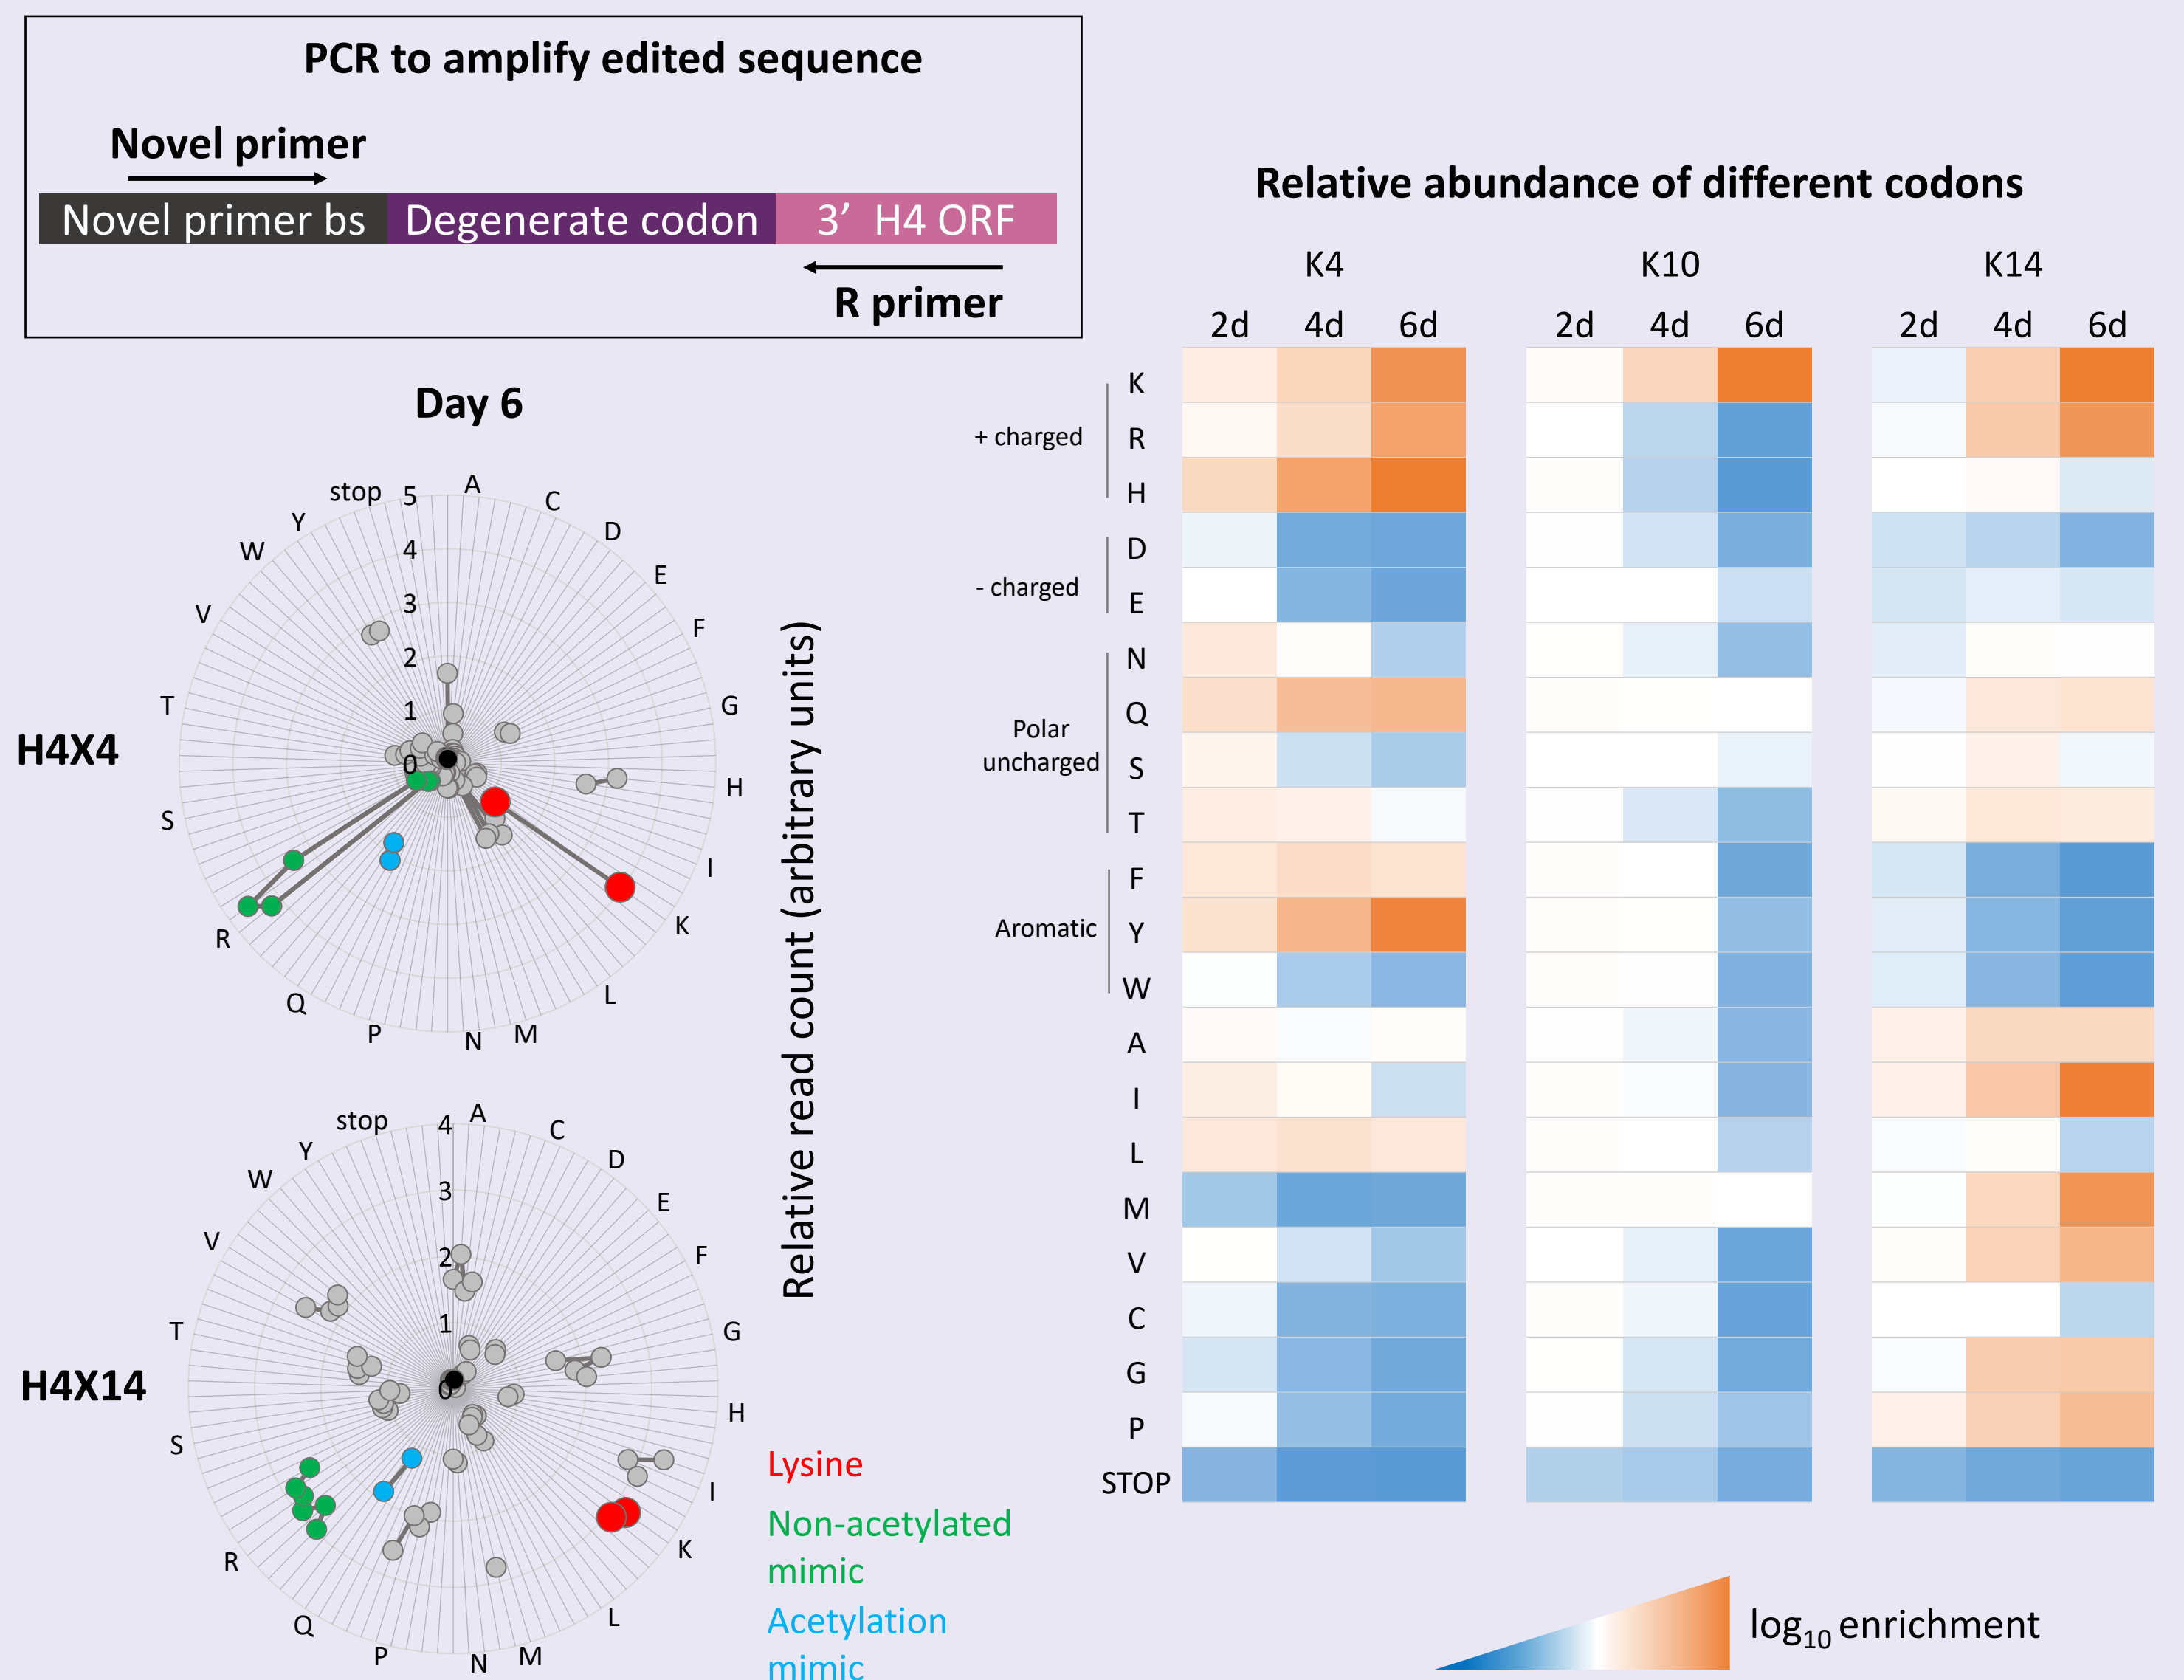 PCR to amplify edited sequence
Novel primer
Novel primer bs Degenerate codon 3’ H4 ORF
R primer
Day 6
H4X4
stop 5 A
Y C
W 4 D
V 3 E
2 F
T 1 G
0 H
S I
R K
Q L
P N M
H4X14
stop 4 A
Y C
W 3 D
V E
2 F
T 1 G
0 H
S I
R K
Q L
P N M
Relative read count (arbitrary units)
Lysine
Non-acetylated
mimic
Acetylation
mimic
Relative abundance of different codons
K4 K10 K14
2d 4d 6d 2d 4d 6d 2d 4d 6d
+ charged
K
R
H
- charged
D
E
Polar
uncharged
N
Q
S
T
Aromatic
F
Y
W
A
I
L
M
V
C
G
P
STOP
log10 enrichment